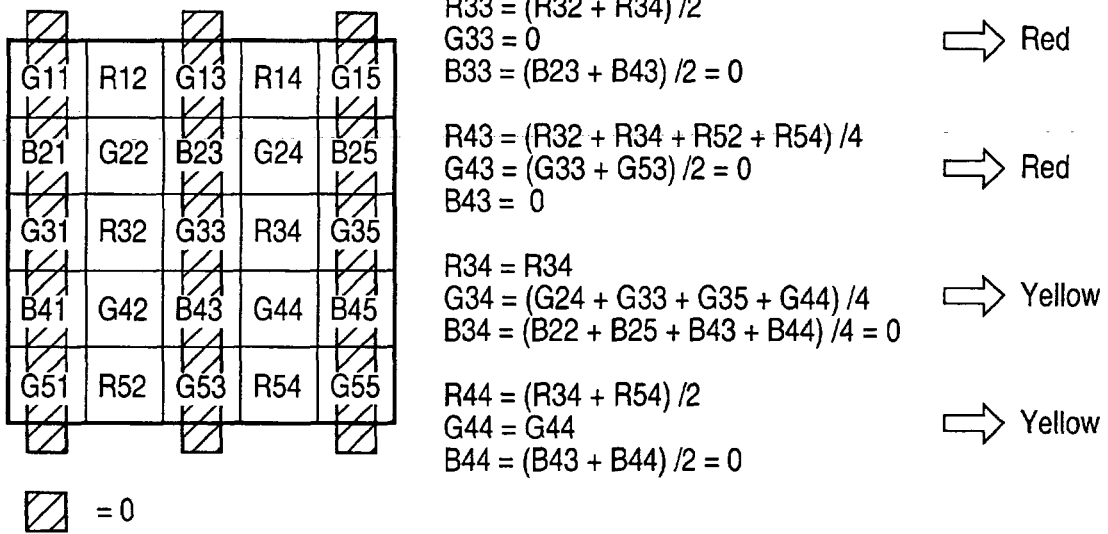 G11 R12 G13 R14 G15
B21 G22 B23 G24 B25
G31 R32 G33 R34 G35
B41 G42 B43 G44 B45
G51 R52 G53 R54 G55
= 0
R33 = (R32 + R34) /2
G33 = 0
B33 = (B23 + B43) /2 = 0
Red
R43 = (R32 + R34 + R52 + R54) /4
G43 = (G33 + G53) /2 = 0
B43 = 0
Red
R34 = R34
G34 = (G24 + G33 + G35 + G44) /4
B34 = (B22 + B25 + B43 + B44) /4 = 0
Yellow
R44 = (R34 + R54) /2
G44 = G44
B44 = (B43 + B44) /2 = 0
Yellow